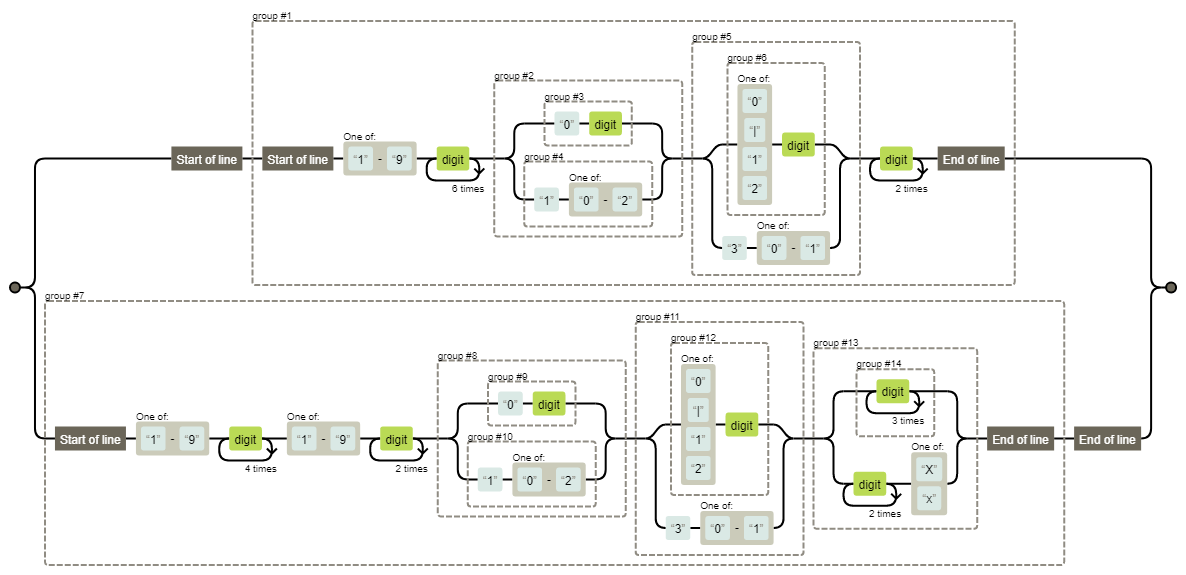 group #1
group #5
group #6
One of:
“0”
“|”
“1”
“2”
digit
group #2
group #3
“0” digit
group #4
One of:
“1” “0” - “2”
Start of line Start of line
One of:
“1” - “9”
digit
6 times
One of:
“3” “0” - “1”
digit
2 times
End of line
group #7
group #11
group #12
One of:
“0”
“|”
“1”
“2”
digit
group #8
group #9
“0” digit
group #10
One of:
“1” “0” - “2”
Start of line
One of:
“1” - “9”
digit
4 times
One of:
“1” - “9”
digit
2 times
One of:
“3” “0” - “1”
group #13
group #14
digit
3 times
digit
2 times
One of:
“X”
“x”
End of line End of line